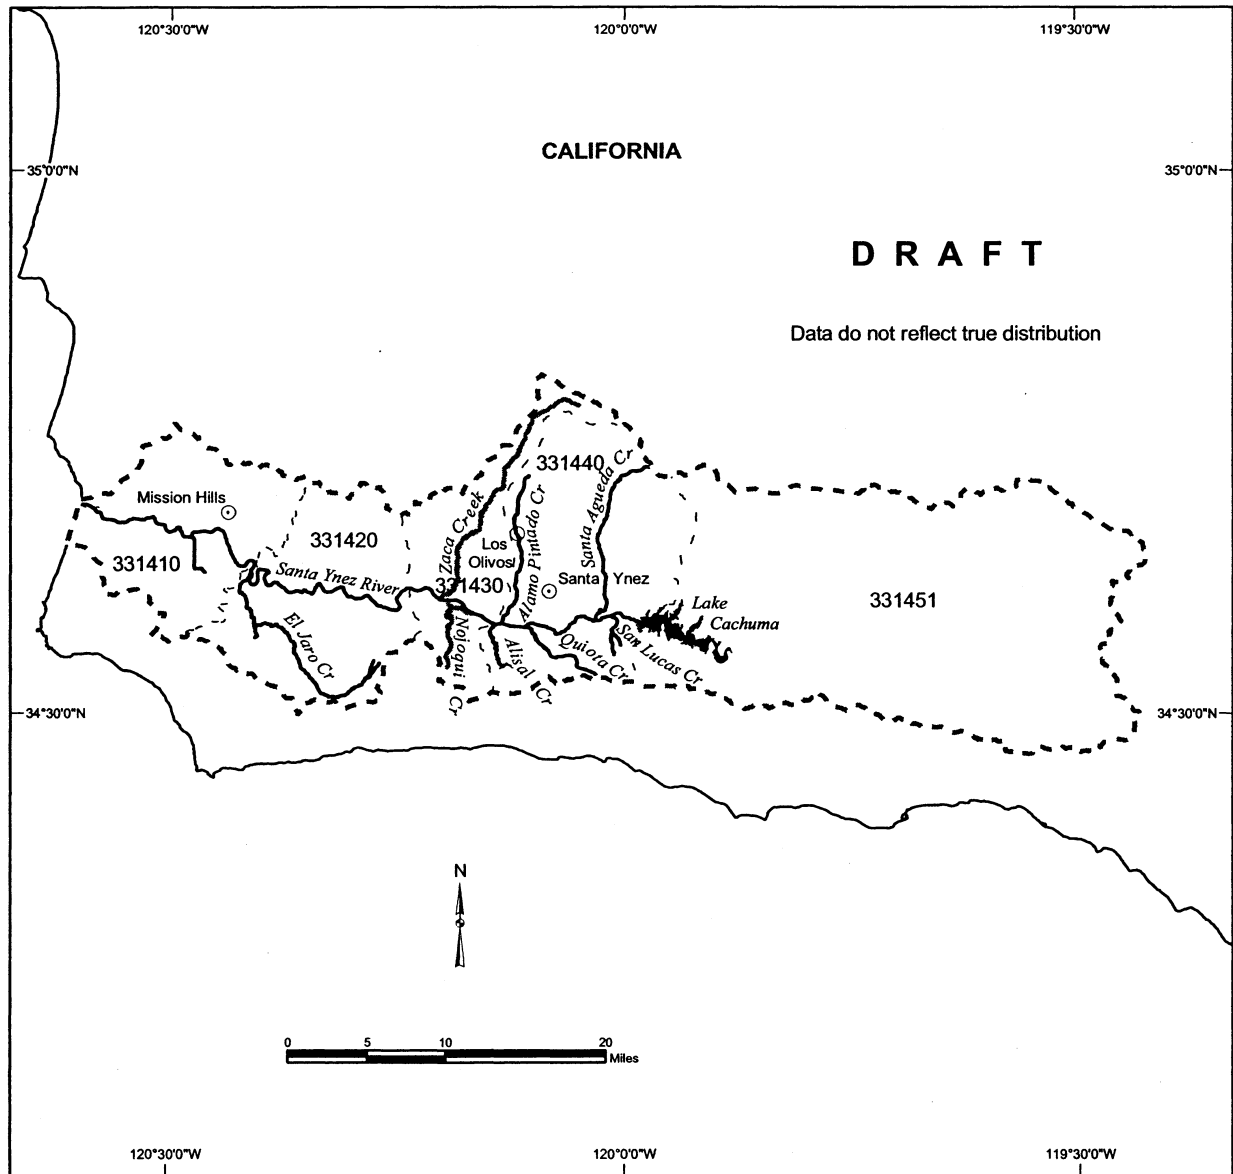 120°30'0"W
120°0'0"W
119°30'0"W
CALIFORNIA
35°0'0"N
35°0'0"N
D R A F T
Data do not reflect true distribution
331440
Santa Agueda Cr
Mission Hills
Zaca Creek
Alamo Pintado Cr
331420
331410
Los
Olivos
Santa Ynez River
331430
Santa Ynez
331451
Lake
Cachuma
El Jaro Cr
Nojoqui Cr
Alisal Cr
Quiota Cr
San Lucas Cr
34°30'0"N
34°30'0"N
N
0 5 10 20
Miles
120°30'0"W
120°0'0"W
119°30'0"W